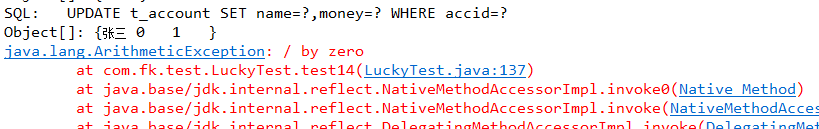 SQL:   UPDATE t_account SET name=?,money=? WHERE accid=?
Object[]: {张三 0   1   }
java.lang.ArithmeticException: / by zero
at com.fk.test.LuckyTest.test14(LuckyTest.java:137)
at java.base/jdk.internal.reflect.NativeMethodAccessorImpl.invoke0(Native Method)
at java.base/jdk.internal.reflect.NativeMethodAccessorImpl.invoke(NativeMethodAcces
at java.base/jdk.internal.reflect.DelegatingMethodAccessorImpl.invoke(DelegatingMet